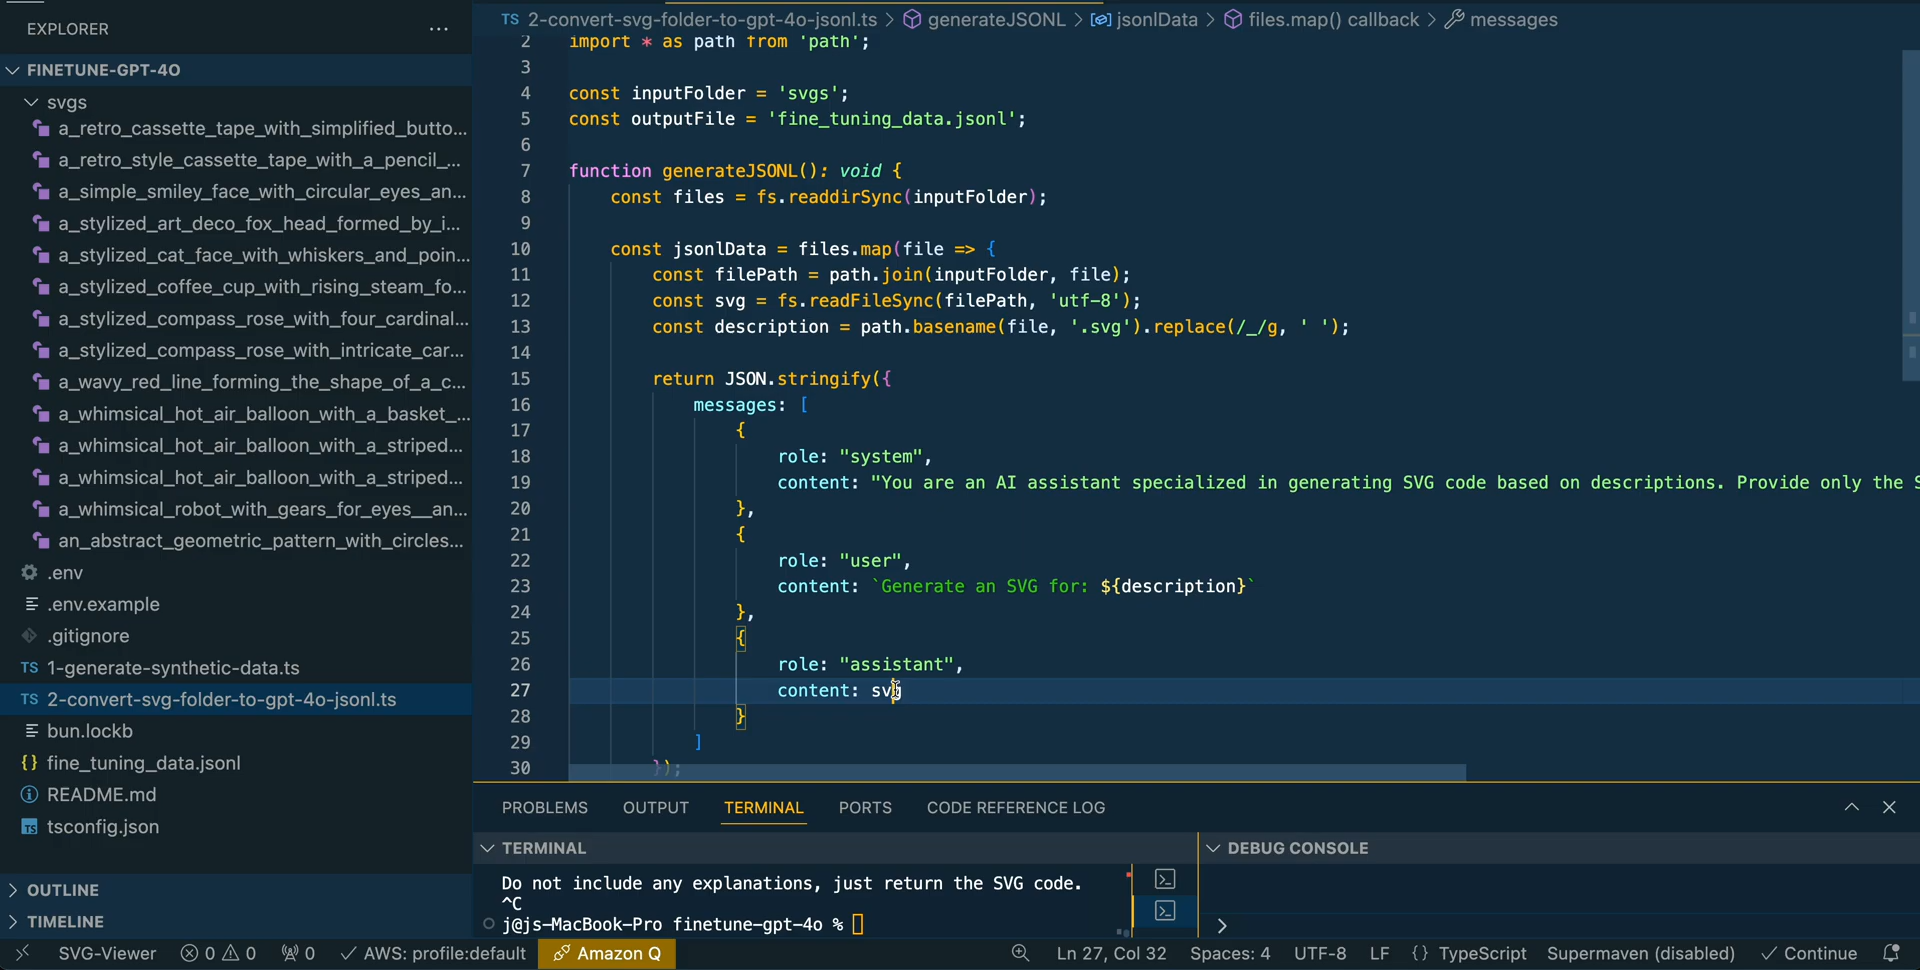 EXPLORER
FINETUNE-GPT-4O
svgs
a_retro_cassette_tape_with_simplified_butto...
a_retro_style_cassette_tape_with_a_pencil_...
a_simple_smiley_face_with_circular_eyes_an...
a_stylized_art_deco_fox_head_formed_by_i...
a_stylized_cat_face_with_whiskers_and_poin...
a_stylized_coffee_cup_with_rising_steam_fo...
a_stylized_compass_rose_with_four_cardinal...
a_stylized_compass_rose_with_intricate_car...
a_wavy_red_line_forming_the_shape_of_a_c...
a_whimsical_hot_air_balloon_with_a_basket_...
a_whimsical_hot_air_balloon_with_a_striped...
a_whimsical_hot_air_balloon_with_a_striped...
a_whimsical_robot_with_gears_for_eyes__an...
an_abstract_geometric_pattern_with_circles...
.env
.env.example
.gitignore
TS 1-generate-synthetic-data.ts
TS 2-convert-svg-folder-to-gpt-4o-jsonl.ts
bun.lockb
{} fine_tuning_data.jsonl
README.md
TS tsconfig.json
OUTLINE
TIMELINE
TS 2-convert-svg-folder-to-gpt-4o-jsonl.ts > generateJSONL > jsonlData > files.map() callback > messages
2 import * as path from 'path';
3
4 const inputFolder = 'svgs';
5 const outputFile = 'fine_tuning_data.jsonl';
6
7 function generateJSONL(): void {
8 const files = fs.readdirSync(inputFolder);
9
10 const jsonlData = files.map(file => {
11 const filePath = path.join(inputFolder, file);
12 const svg = fs.readFileSync(filePath, 'utf-8');
13 const description = path.basename(file, '.svg').replace(/_/g, ' ');
14
15 return JSON.stringify({
16 messages: [
17 {
18 role: "system",
19 content: "You are an AI assistant specialized in generating SVG code based on descriptions. Provide only the S
20 },
21 {
22 role: "user",
23 content: `Generate an SVG for: ${description}`
24 },
25 {
26 role: "assistant",
27 content: svg
28 }
29 ]
30 });
PROBLEMS OUTPUT TERMINAL PORTS CODE REFERENCE LOG
TERMINAL
Do not include any explanations, just return the SVG code.
^C
j@js-MacBook-Pro finetune-gpt-4o %
DEBUG CONSOLE
>
SVG-Viewer 0 0 0 AWS: profile:default Amazon Q Ln 27, Col 32 Spaces: 4 UTF-8 LF {} TypeScript Supermaven (disabled) Continue